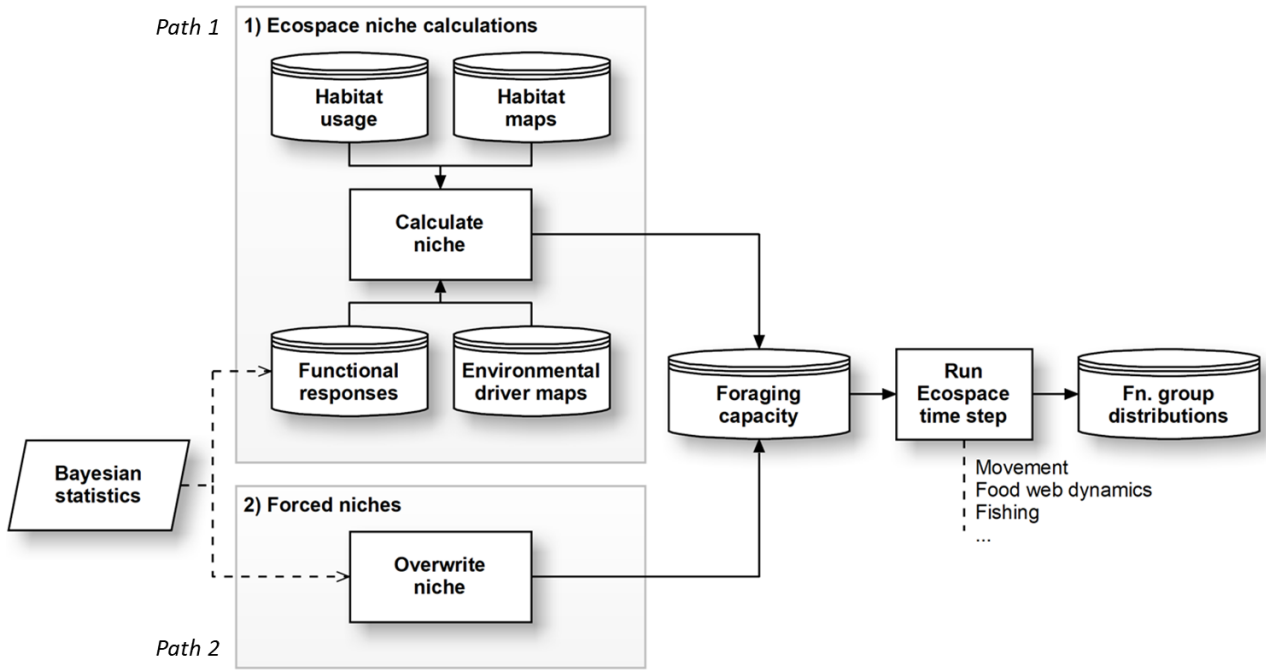 Path 1
1) Ecospace niche calculations
Habitat
usage
Habitat
maps
Calculate
niche
Functional
responses
Environmental
driver maps
Bayesian
statistics
2) Forced niches
Overwrite
niche
Path 2
Foraging
capacity
Run
Ecospace
time step
Fn. group
distributions
Movement
Food web dynamics
Fishing
...